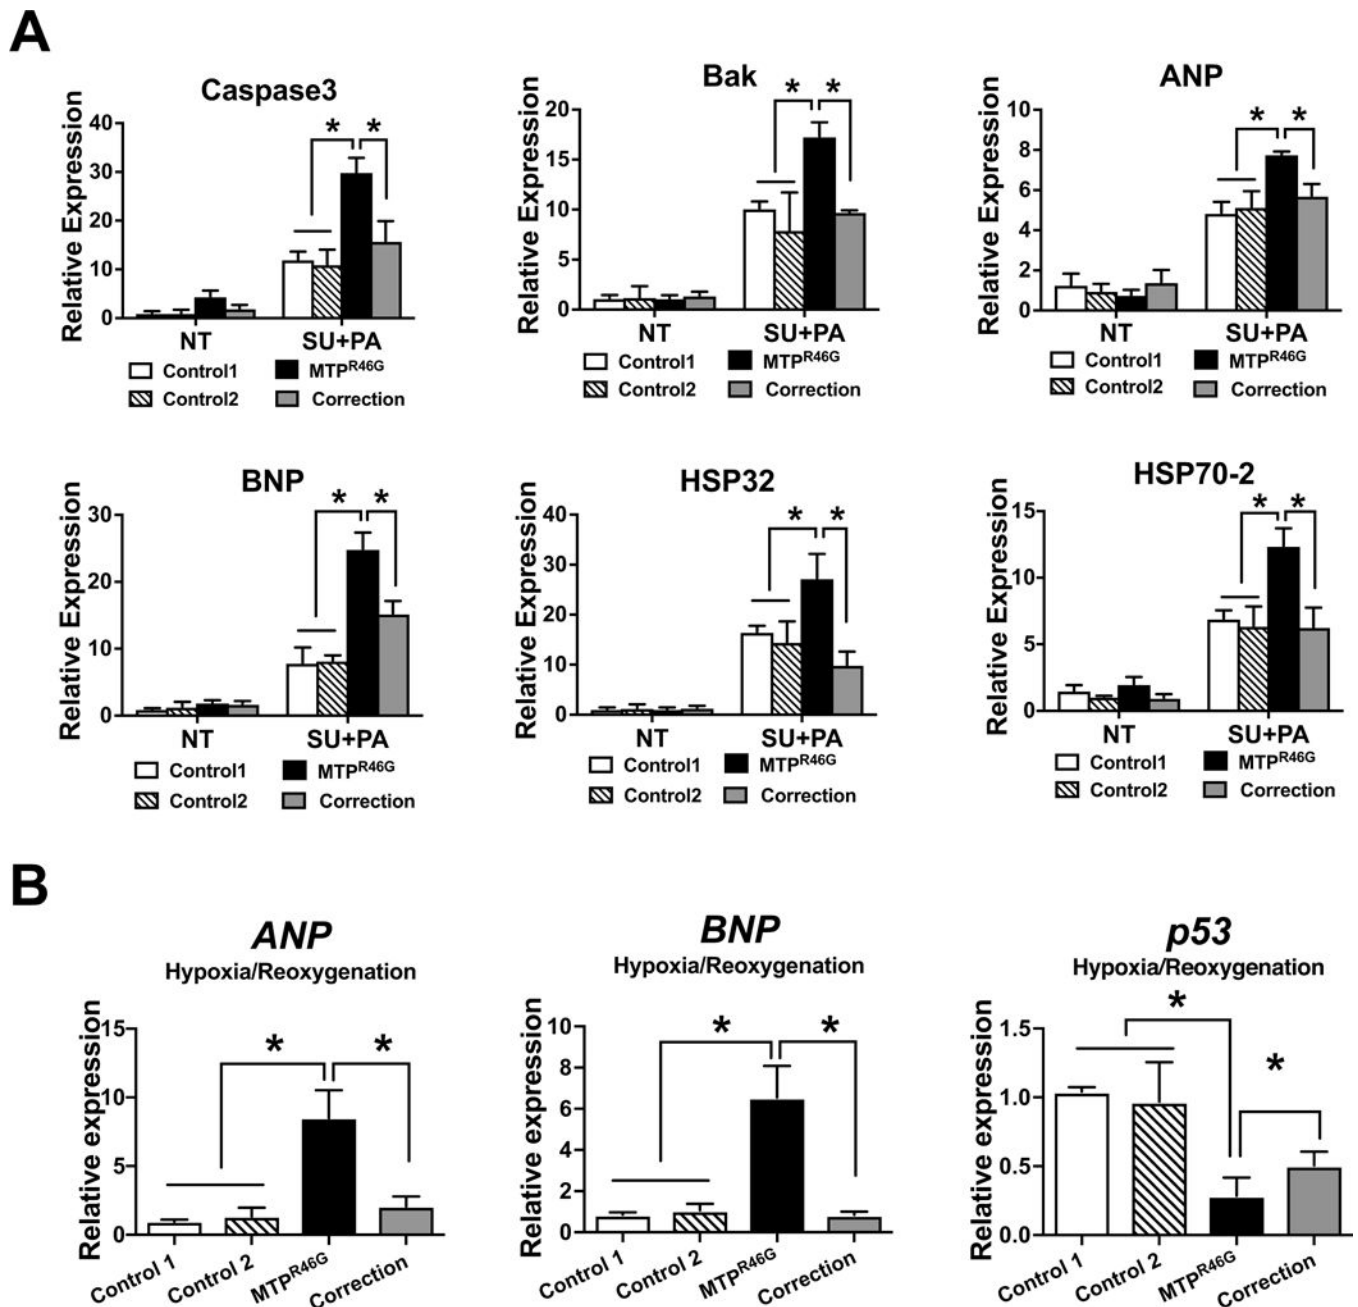 A
Caspase3
Relative Expression
40
30
20
10
0
* *
NT SU+PA
Control1 MTPR46G
Control2 Correction
Bak
Relative Expression
20
15
10
5
0
* *
NT SU+PA
Control1 MTPR46G
Control2 Correction
ANP
Relative Expression
10
8
6
4
2
0
* *
NT SU+PA
Control1 MTPR46G
Control2 Correction
BNP
Relative Expression
30
20
10
0
* *
NT SU+PA
Control1 MTPR46G
Control2 Correction
HSP32
Relative Expression
40
30
20
10
0
* *
NT SU+PA
Control1 MTPR46G
Control2 Correction
HSP70-2
Relative Expression
15
10
5
0
* *
NT SU+PA
Control1 MTPR46G
Control2 Correction
B
ANP
Hypoxia/Reoxygenation
Relative expression
15
10
5
0
* *
Control 1 Control 2 MTPR46G Correction
BNP
Hypoxia/Reoxygenation
Relative expression
10
8
6
4
2
0
* *
Control 1 Control 2 MTPR46G Correction
p53
Hypoxia/Reoxygenation
Relative expression
1.5
1.0
0.5
0.0
*
*
Control 1 Control 2 MTPR46G Correction